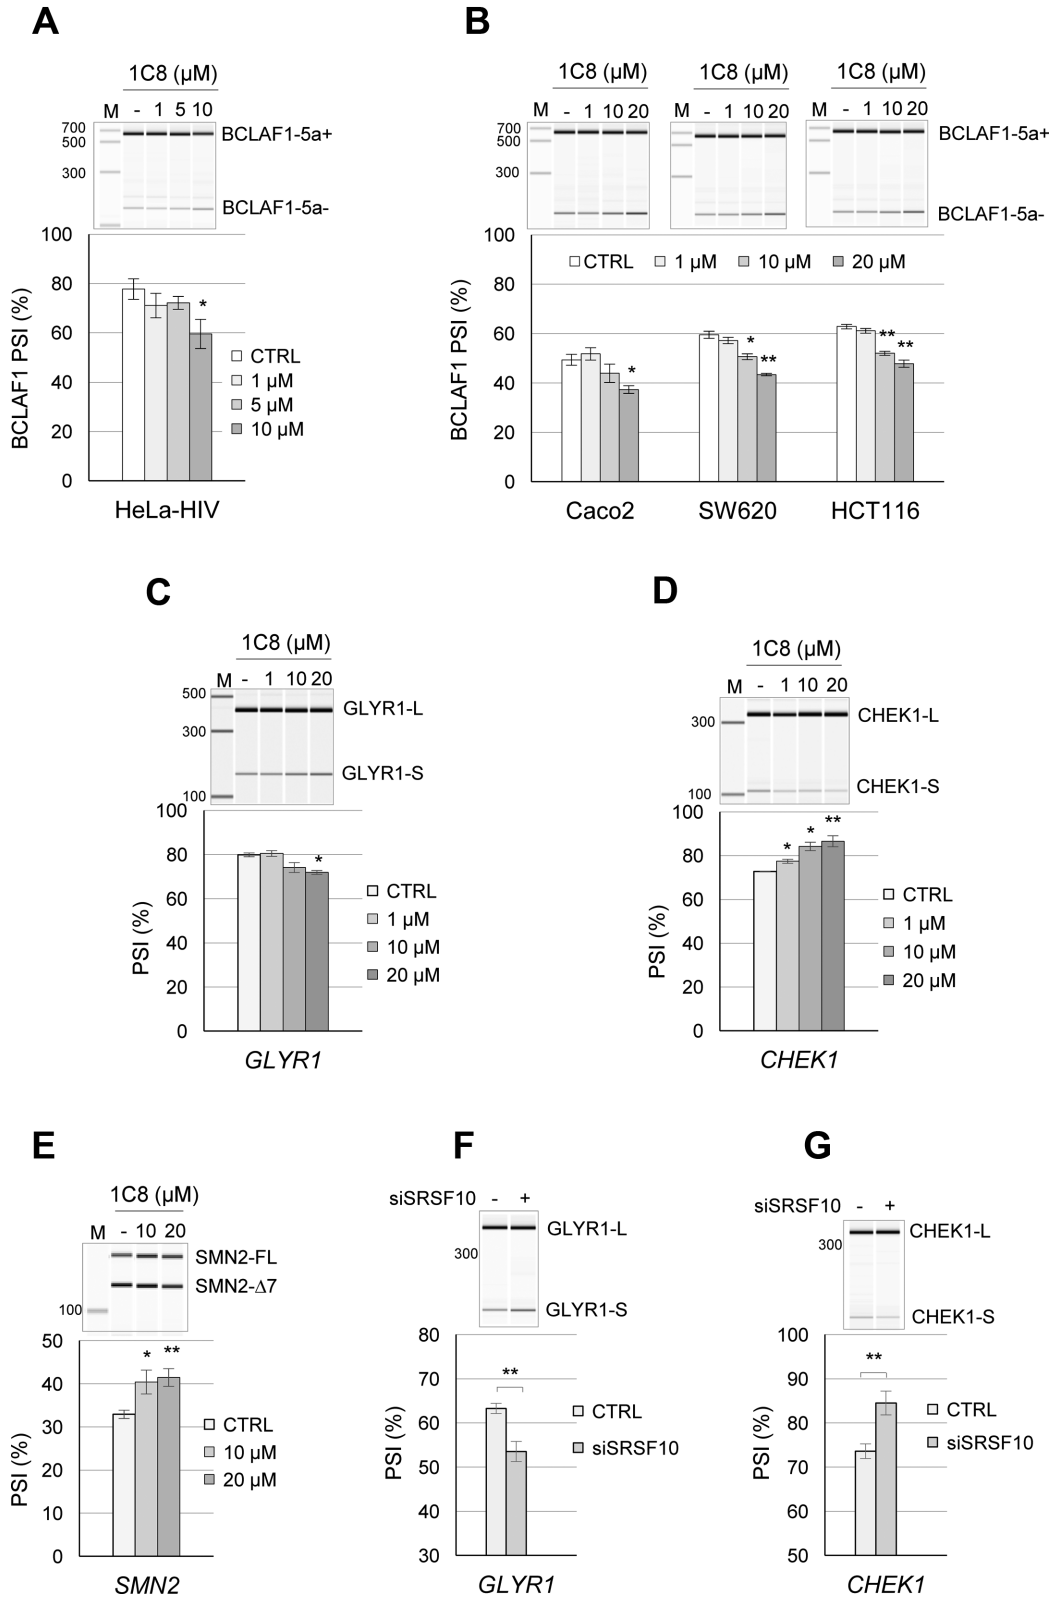 A
1C8 (µM)
M - 1 5 10
700
500
300
BCLAF1-5a+
BCLAF1-5a-
BCLAF1 PSI (%)
100
80
60
40
20
0
*
CTRL
1 µM
5 µM
10 µM
HeLa-HIV
B
1C8 (µM) 1C8 (µM) 1C8 (µM)
M - 1 10 20 M - 1 10 20 M - 1 10 20
700
500
300
BCLAF1-5a+
BCLAF1-5a-
BCLAF1 PSI (%)
100
80
60
40
20
0
CTRL 1 µM 10 µM 20 µM
* * ** ** **
Caco2 SW620 HCT116
C
1C8 (µM)
M - 1 10 20
500
300
100
GLYR1-L
GLYR1-S
PSI (%)
100
80
60
40
20
0
*
CTRL
1 µM
10 µM
20 µM
GLYR1
D
1C8 (µM)
M - 1 10 20
300
100
CHEK1-L
CHEK1-S
PSI (%)
100
80
60
40
20
0
* * **
CTRL
1 µM
10 µM
20 µM
CHEK1
E
1C8 (µM)
M - 10 20
100
SMN2-FL
SMN2-Δ7
PSI (%)
50
40
30
20
10
0
* **
CTRL
10 µM
20 µM
SMN2
F
siSRSF10 - +
300
GLYR1-L
GLYR1-S
PSI (%)
80
70
60
50
40
30
**
CTRL
siSRSF10
GLYR1
G
siSRSF10 - +
300
CHEK1-L
CHEK1-S
PSI (%)
100
90
80
70
60
50
**
CTRL
siSRSF10
CHEK1